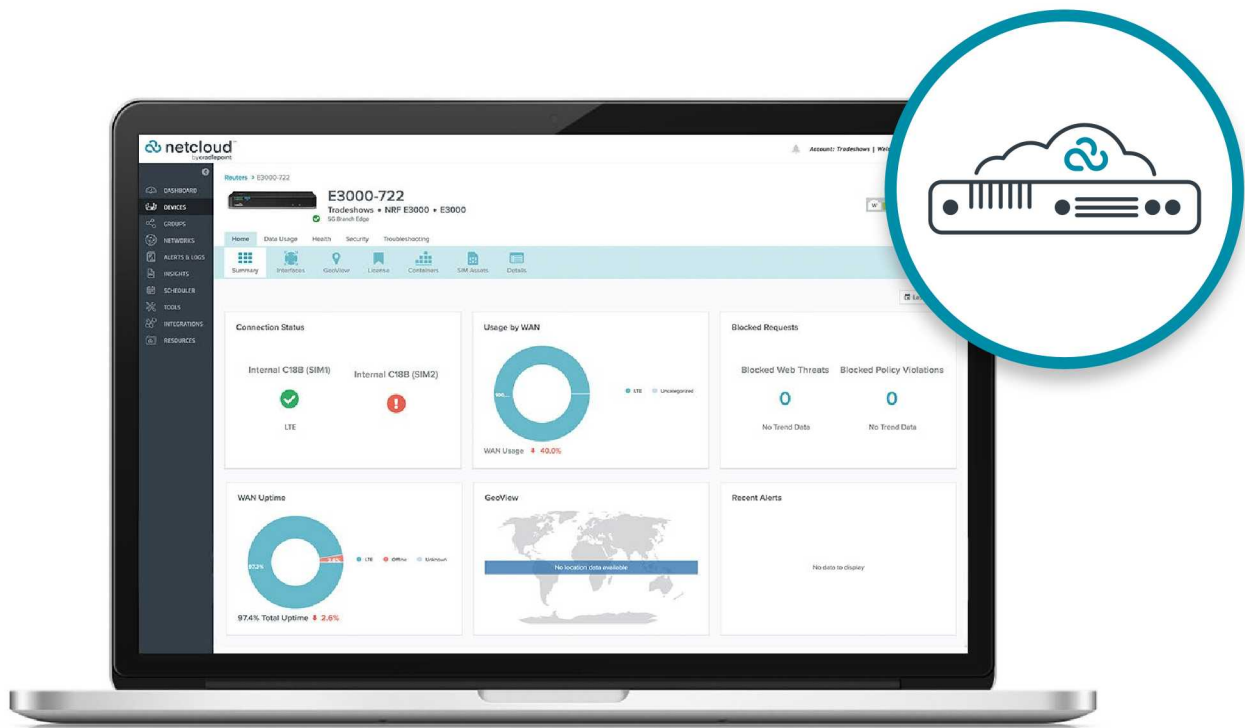 netcloud
by cradlepoint
Account: Tradeshows |
Routers > E3000-722
E3000-722
Tradeshows • NRF E3000 • E3000
5G Branch Edge
W
DASHBOARD
DEVICES
GROUPS
NETWORKS
ALERTS & LOGS
INSIGHTS
SCHEDULER
TOOLS
INTEGRATIONS
RESOURCES
Home Data Usage Health Security Troubleshooting
Summary Interfaces GeoView License Containers SIM Assets Details
Connection Status
Internal C18B (SIM1) Internal C18B (SIM2)
LTE
Usage by WAN
LTE Uncategorized
WAN Usage 40.0%
Blocked Requests
Blocked Web Threats Blocked Policy Violations
0 0
No Trend Data No Trend Data
WAN Uptime
97.2%
LTE Offline Unknown
97.4% Total Uptime 2.6%
GeoView
No location data available
Recent Alerts
No data to display